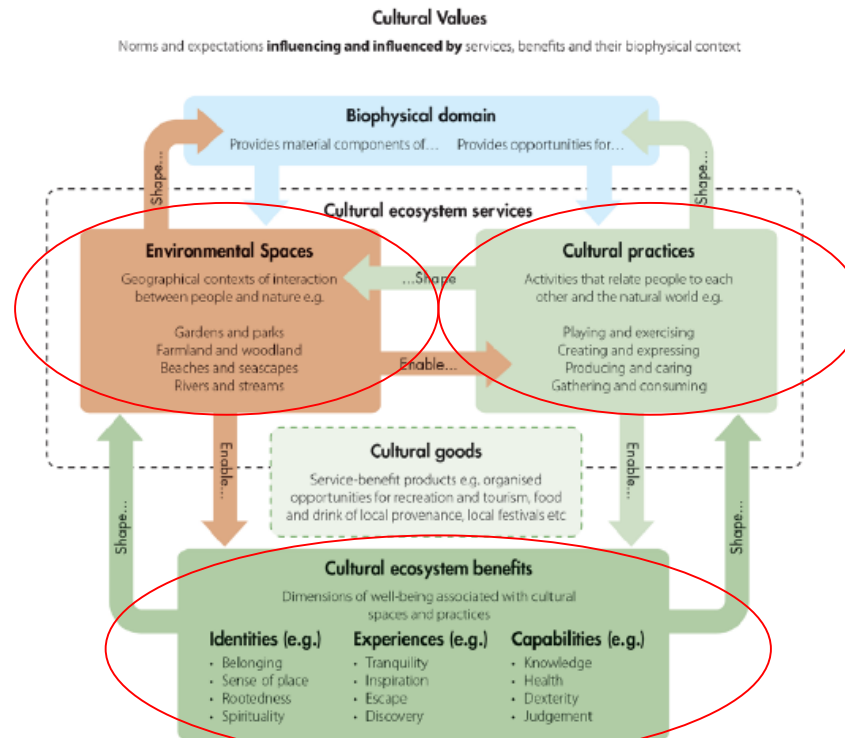 Cultural Values
Norms and expectations influencing and influenced by services, benefits and their biophysical context
Biophysical domain
Provides material components of...
Provides opportunities for...
Shape...
Shape...
Cultural ecosystem services
Environmental Spaces
Geographical contexts of interaction
between people and nature e.g.
Gardens and parks
Farmland and woodland
Beaches and seascapes
Rivers and streams
...Shape
Enable...
Cultural practices
Activities that relate people to each
other and the natural world e.g.
Playing and exercising
Creating and expressing
Producing and caring
Gathering and consuming
Shape...
Enable...
Cultural goods
Service-benefit products e.g. organised
opportunities for recreation and tourism, food
and drink of local provenance, local festivals etc
Enable...
Shape...
Cultural ecosystem benefits
Dimensions of well-being associated with cultural
spaces and practices
Identities (e.g.)
• Belonging
• Sense of place
• Rootedness
• Spirituality
Experiences (e.g.)
• Tranquility
• Inspiration
• Escape
• Discovery
Capabilities (e.g.)
• Knowledge
• Health
• Dexterity
• Judgement